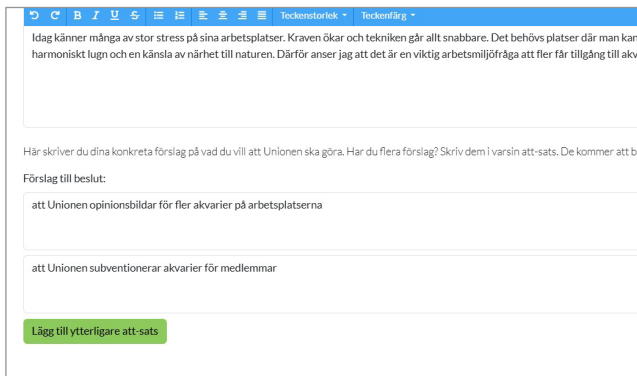 B I U S Teckenstorlek Teckenfärg
Idag känner många av stor stress på sina arbetsplatser. Kraven ökar och tekniken går allt snabbare. Det behövs platser där man kan
harmoniskt lugn och en känsla av närhet till naturen. Därför anser jag att det är en viktig arbetsmiljöfråga att fler får tillgång till
Här skriver du dina konkreta förslag på vad du vill att Unionen ska göra. Har du flera förslag? Skriv dem i varsin att-sats. De kommer att
Förslag till beslut:
att Unionen opinionsbildar för fler akvarier på arbetsplatserna
att Unionen subventionerar akvarier för medlemmar
Lägg till ytterligare att-sats